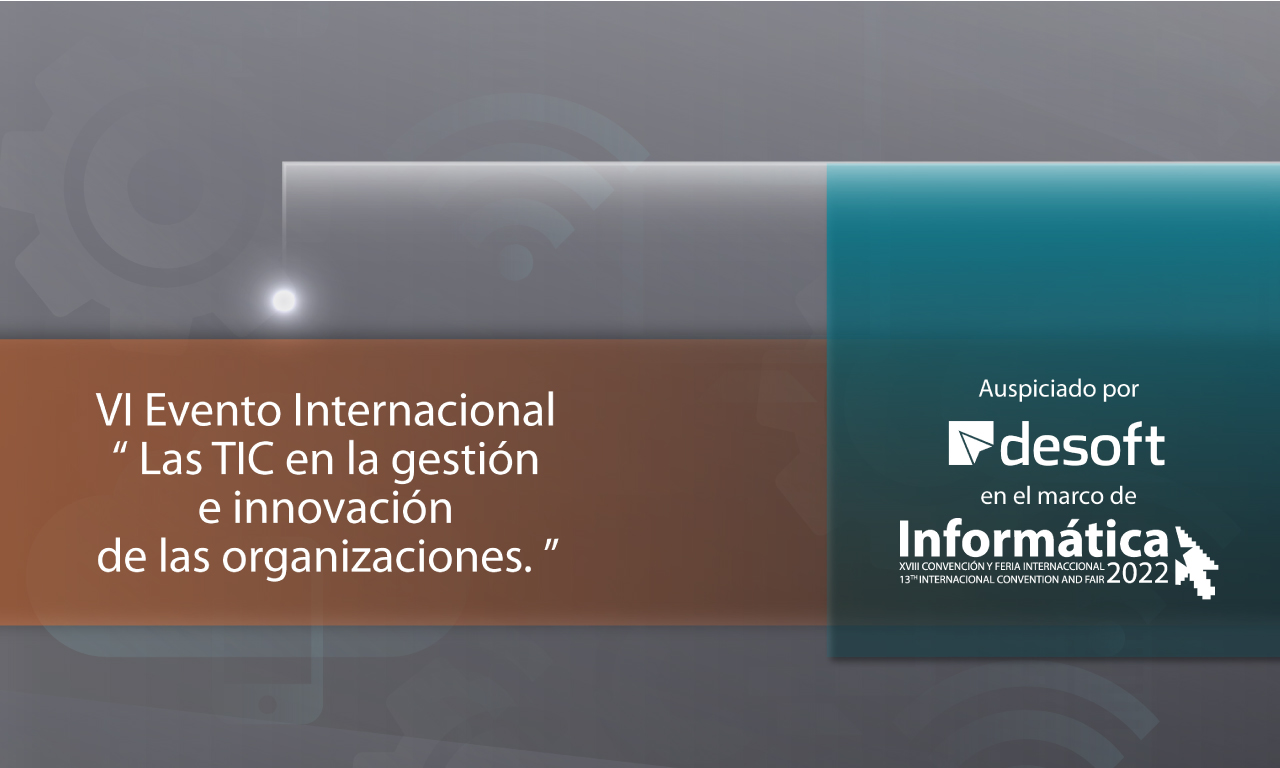 VI Evento Internacional
“ Las TIC en la gestión
e innovación
de las organizaciones. ”
Auspiciado por
desoft
en el marco de
Informática
XVIII CONVENCIÓN Y FERIA INTERNACCIONAL
13TH INTERNACIONAL CONVENTION AND FAIR
2022